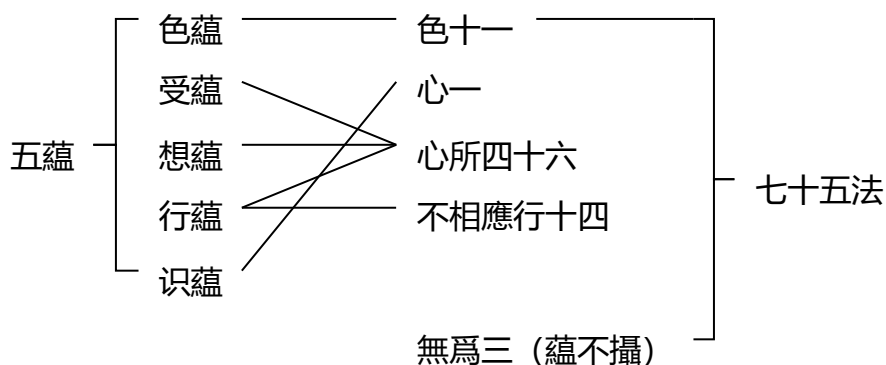 五蘊
色蘊
受蘊
想蘊
行蘊
识蘊
色十一
心一
心所四十六
不相應行十四
無爲三（蘊不攝）
七十五法